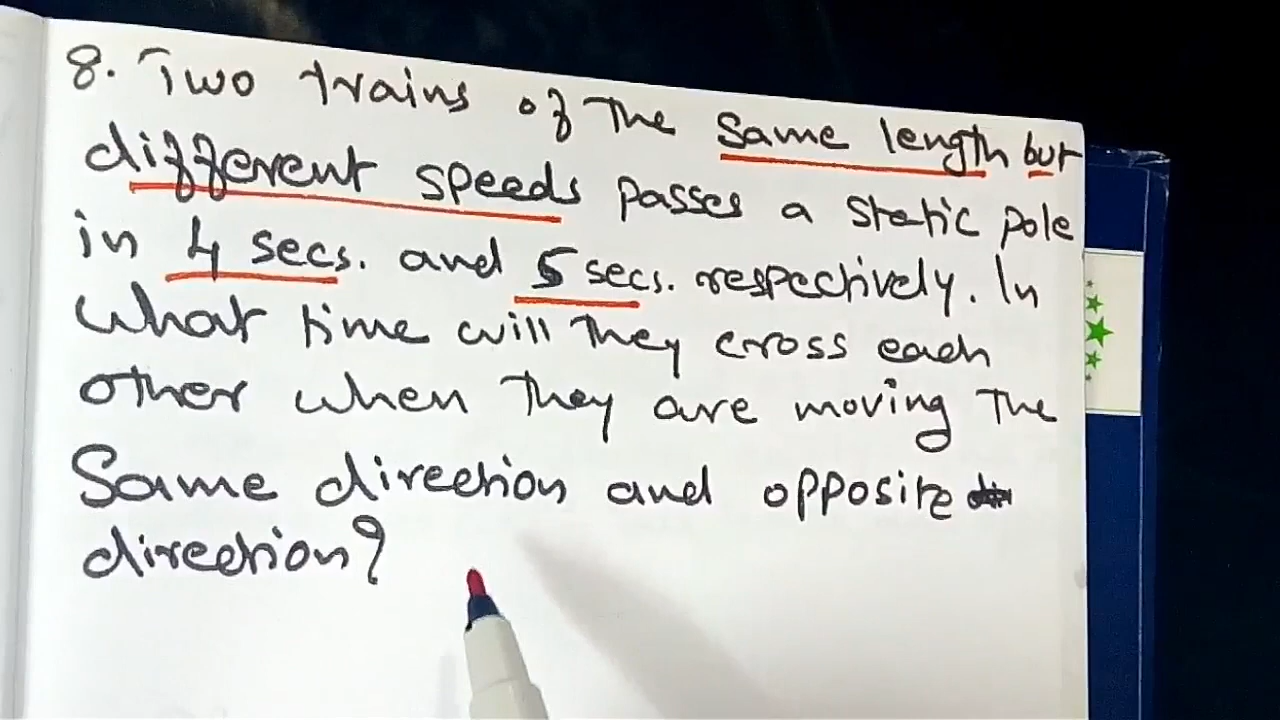 8. Two trains of The Same length but
different speeds passes a static pole
in 4 secs. and 5 secs. respectively. In
what time will They cross each
other when They are moving The
Same direction and opposite
direction?